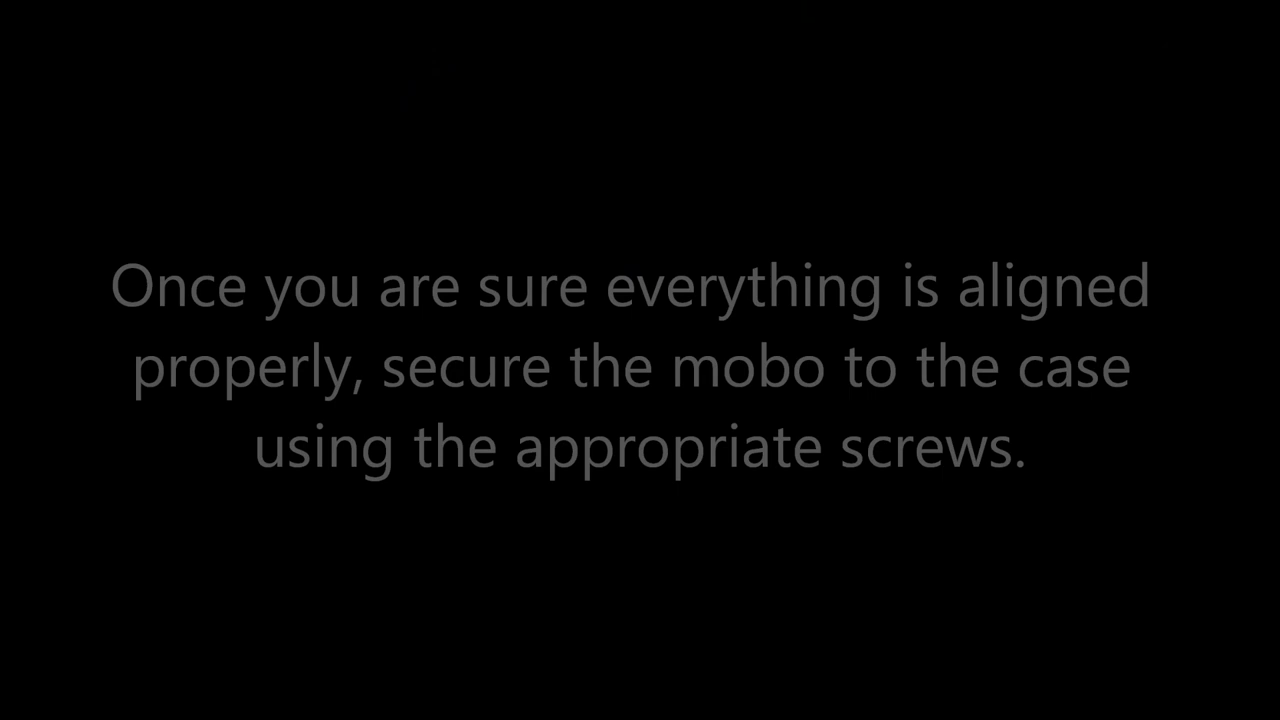 Once you are sure everything is aligned
properly, secure the mobo to the case
using the appropriate screws.